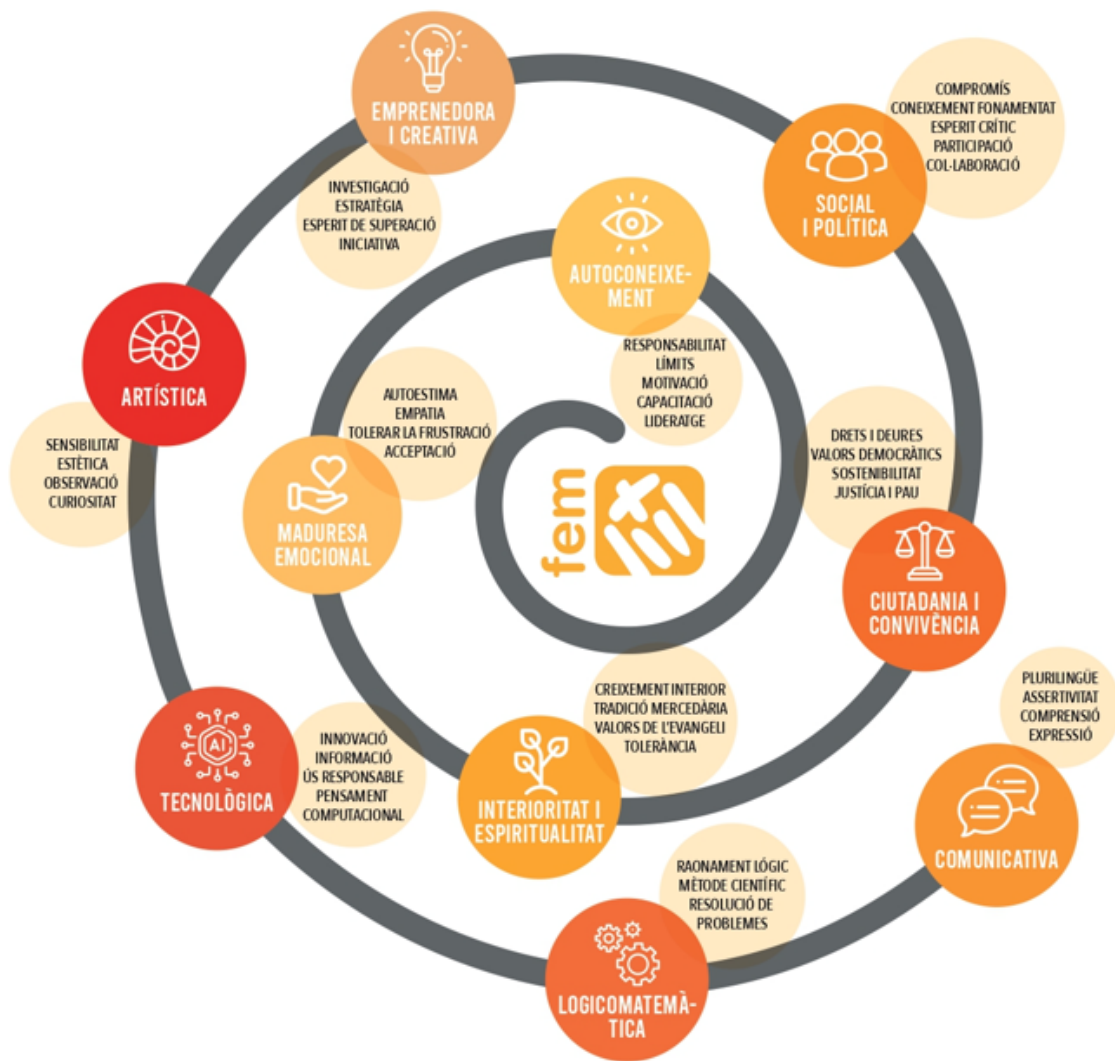 EMPRENEDORA
I CREATIVA
INVESTIGACIÓ
ESTRATÈGIA
ESPERIT DE SUPERACIÓ
INICIATIVA
COMPROMÍS
CONEIXEMENT FONAMENTAT
ESPERIT CRÍTIC
PARTICIPACIÓ
COL·LABORACIÓ
SOCIAL
I POLÍTICA
AUTOCONEIXE-
MENT
RESPONSABILITAT
LÍMITS
MOTIVACIÓ
CAPACITACIÓ
LIDERATGE
ARTÍSTICA
SENSIBILITAT
ESTÈTICA
OBSERVACIÓ
CURIOSITAT
AUTOESTIMA
EMPATIA
TOLERAR LA FRUSTRACIÓ
ACCEPTACIÓ
MADURESA
EMOCIONAL
fem
DRETS I DEURES
VALORS DEMOCRÀTICS
SOSTENIBILITAT
JUSTÍCIA I PAU
CIUTADANIA I
CONVIVÈNCIA
AI
TECNOLÒGICA
INNOVACIÓ
INFORMACIÓ
ÚS RESPONSABLE
PENSAMENT
COMPUTACIONAL
CREIXEMENT INTERIOR
TRADICIÓ MERCEDÀRIA
VALORS DE L'EVANGELI
TOLERÀNCIA
INTERIORITAT I
ESPIRITUALITAT
PLURILINGÜE
ASSERTIVITAT
COMPRENSIÓ
EXPRESSIÓ
COMUNICATIVA
RAONAMENT LÓGIC
MÈTODE CIENTÍFIC
RESOLUCIÓ DE
PROBLEMES
LOGICOMATEMÀ-
TICA